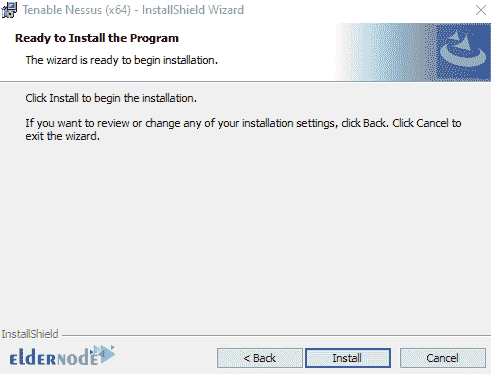 Tenable Nessus (x64) - InstallShield Wizard
Ready to Install the Program
The wizard is ready to begin installation.
Click Install to begin the installation.
If you want to review or change any of your installation settings, click Back. Click Cancel to
exit the wizard.
InstallShield
eldernode
< Back
Install
Cancel